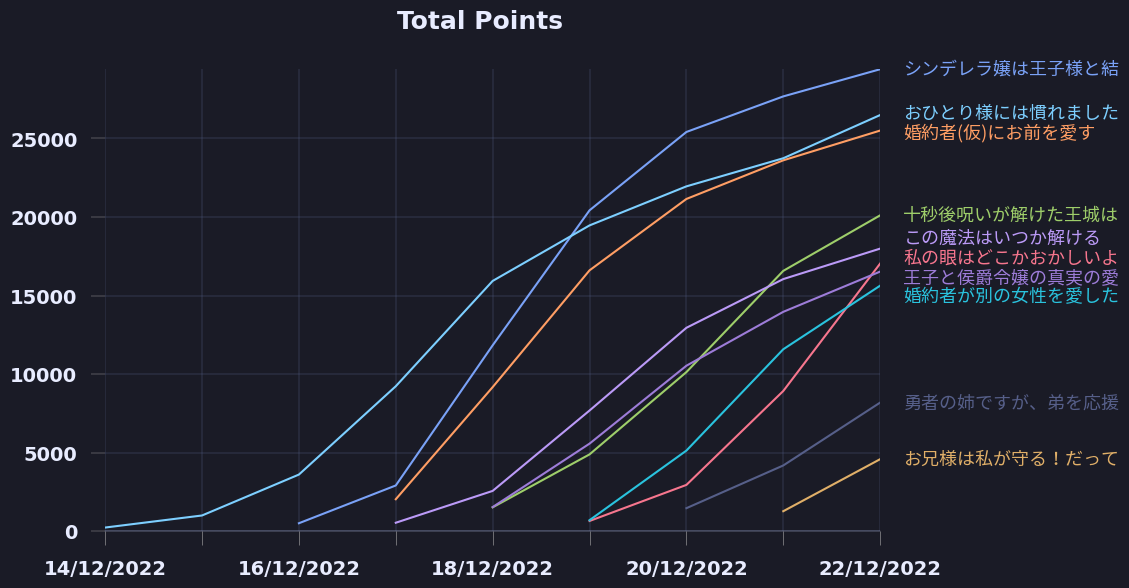 Total Points
シンデレラ嬢は王子様と結
おひとり様には慣れました
婚約者(仮)にお前を愛す
十秒後呪いが解けた王城は
この魔法はいつか解ける
私の眼はどこかおかしいよ
王子と侯爵令嬢の真実の愛
婚約者が別の女性を愛した
勇者の姉ですが、弟を応援
お兄様は私が守る！だって
25000
20000
15000
10000
5000
0
14/12/2022
16/12/2022
18/12/2022
20/12/2022
22/12/2022